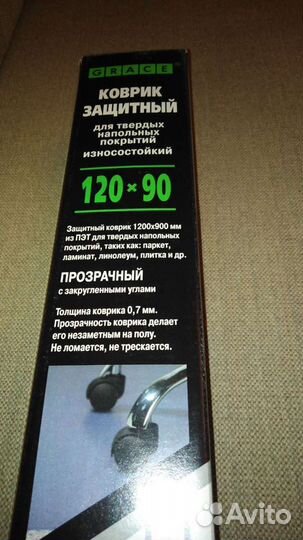 GRACE
КОВРИК
ЗАЩИТНЫЙ
для твердых
напольных
покрытий
износостойкий
120×90
Защитный коврик 1200х900 мм
из ПЭТ для твердых напольных
покрытий, таких как: паркет,
ламинат, линолеум, плитка и др.
ПРОЗРАЧНЫЙ
с закругленными углами
Толщина коврика 0,7 мм.
Прозрачность коврика делает
его незаметным на полу.
Не ломается, не трескается.
Avito